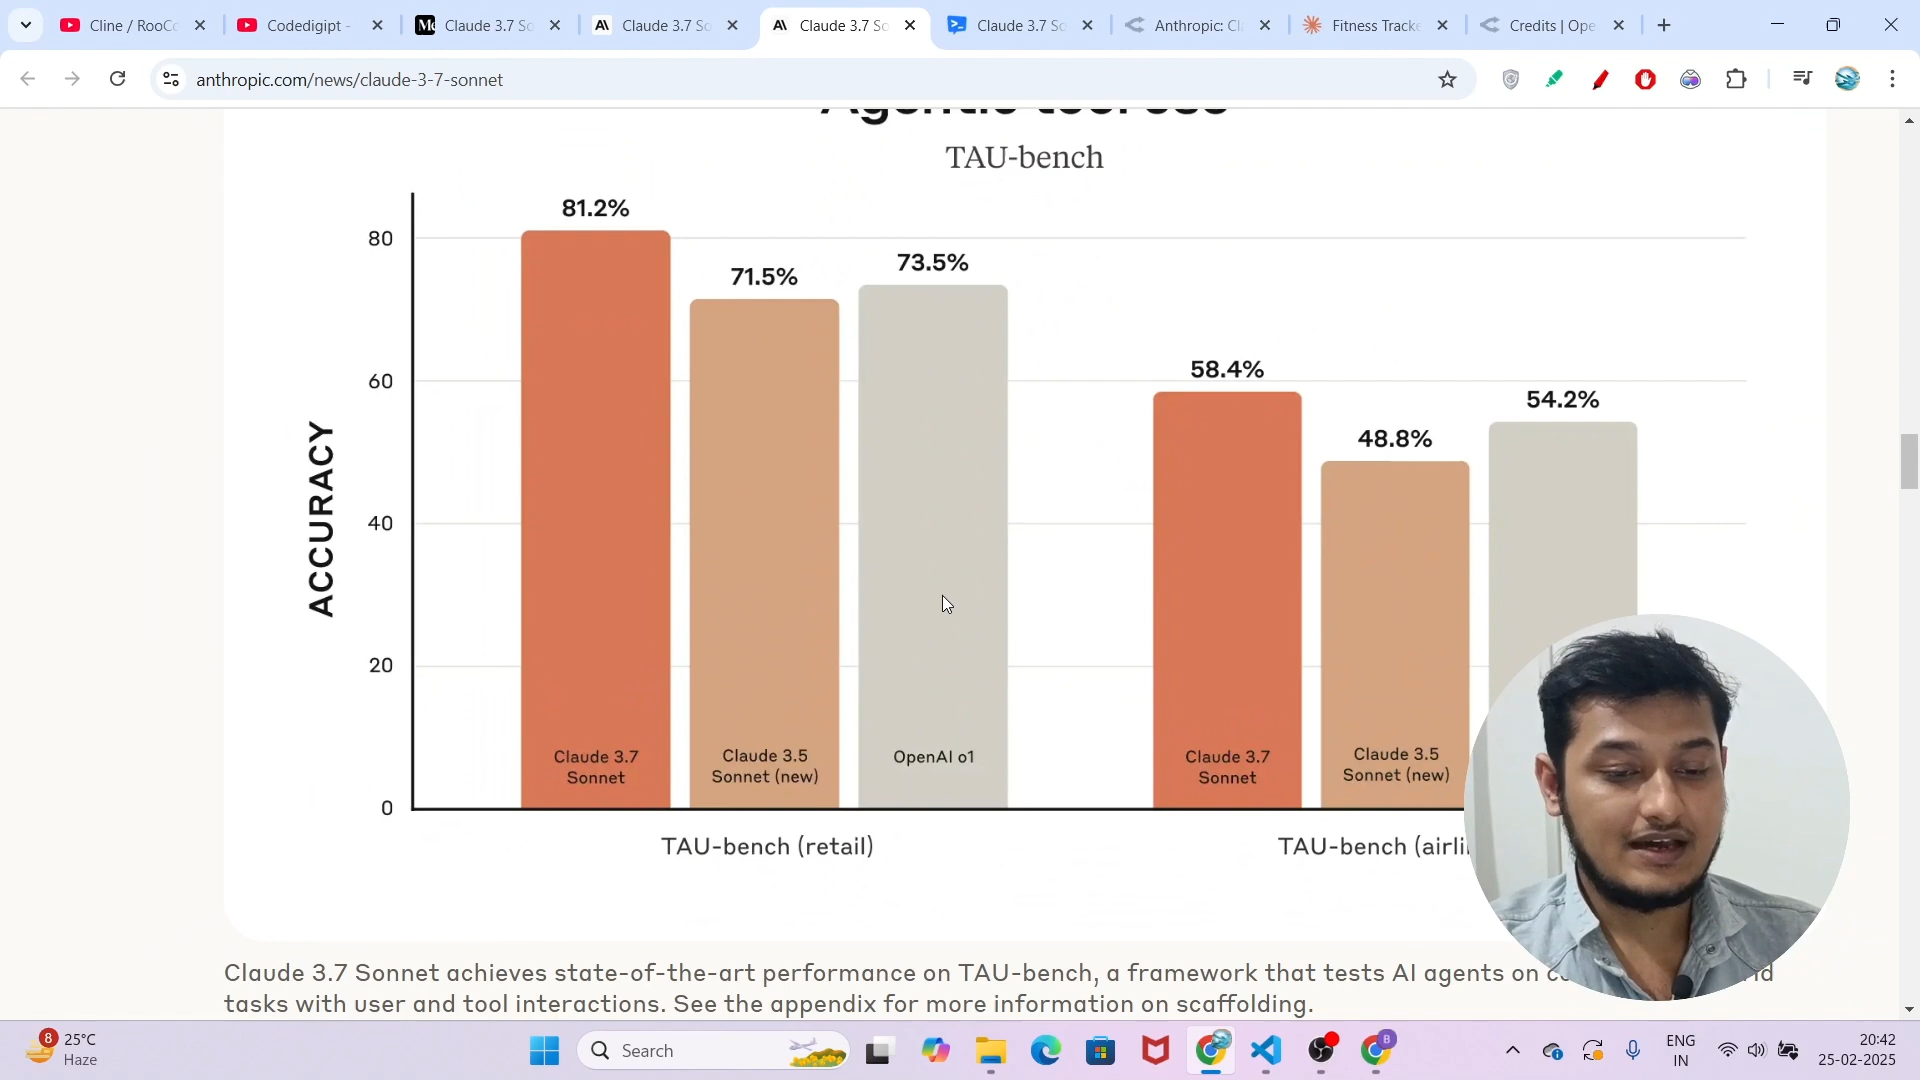 Cline / RooCo
Codedigipt -
Claude 3.7 So
Claude 3.7 So
Claude 3.7 So
Claude 3.7 So
Anthropic: Cl
Fitness Tracke
Credits | Ope
anthropic.com/news/claude-3-7-sonnet
Agentic tool use
TAU-bench
ACCURACY
80
60
40
20
0
81.2%
71.5%
73.5%
58.4%
48.8%
54.2%
Claude 3.7
Sonnet
Claude 3.5
Sonnet (new)
OpenAI o1
Claude 3.7
Sonnet
Claude 3.5
Sonnet (new)
TAU-bench (retail)
TAU-bench (airli
Claude 3.7 Sonnet achieves state-of-the-art performance on TAU-bench, a framework that tests AI agents on
tasks with user and tool interactions. See the appendix for more information on scaffolding.
8
25°C
Haze
Search
B
ENG
IN
20:42
25-02-2025